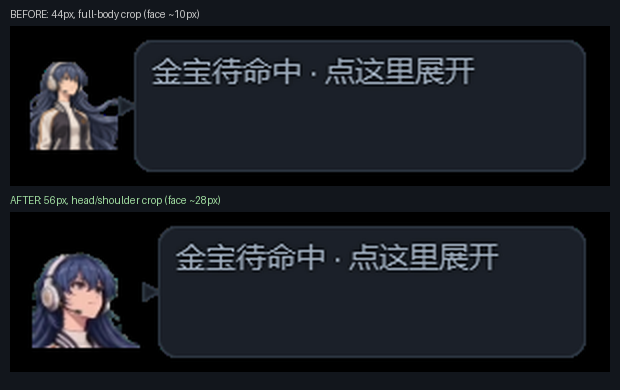 BEFORE: 44px, full-body crop (face ~10px)
金宝待命中 · 点这里展开
AFTER: 56px, head/shoulder crop (face ~28px)
金宝待命中 · 点这里展开